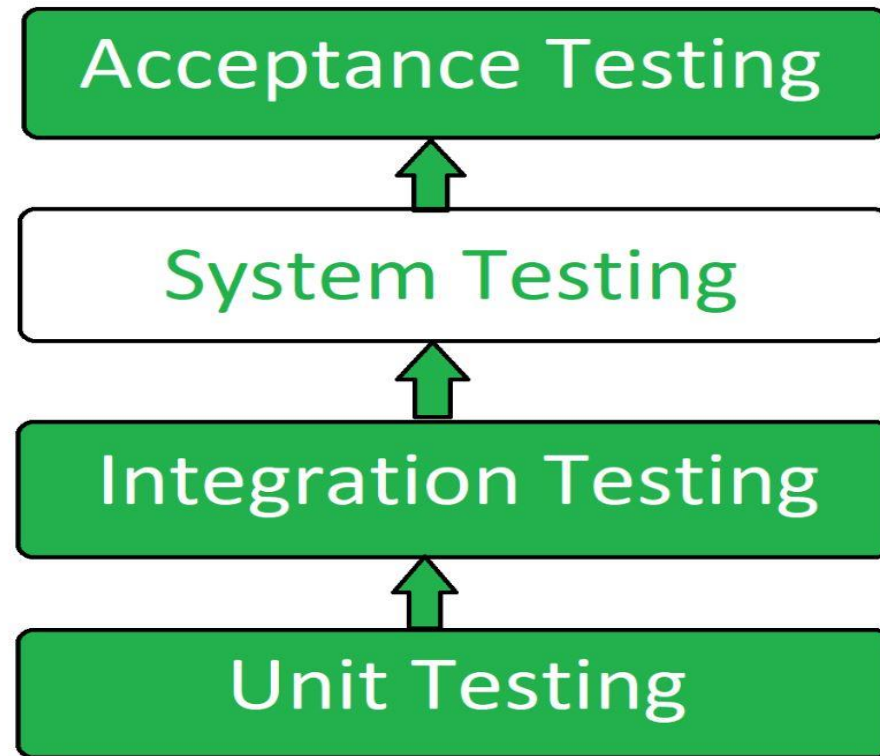 Acceptance Testing
System Testing
Integration Testing
Unit Testing